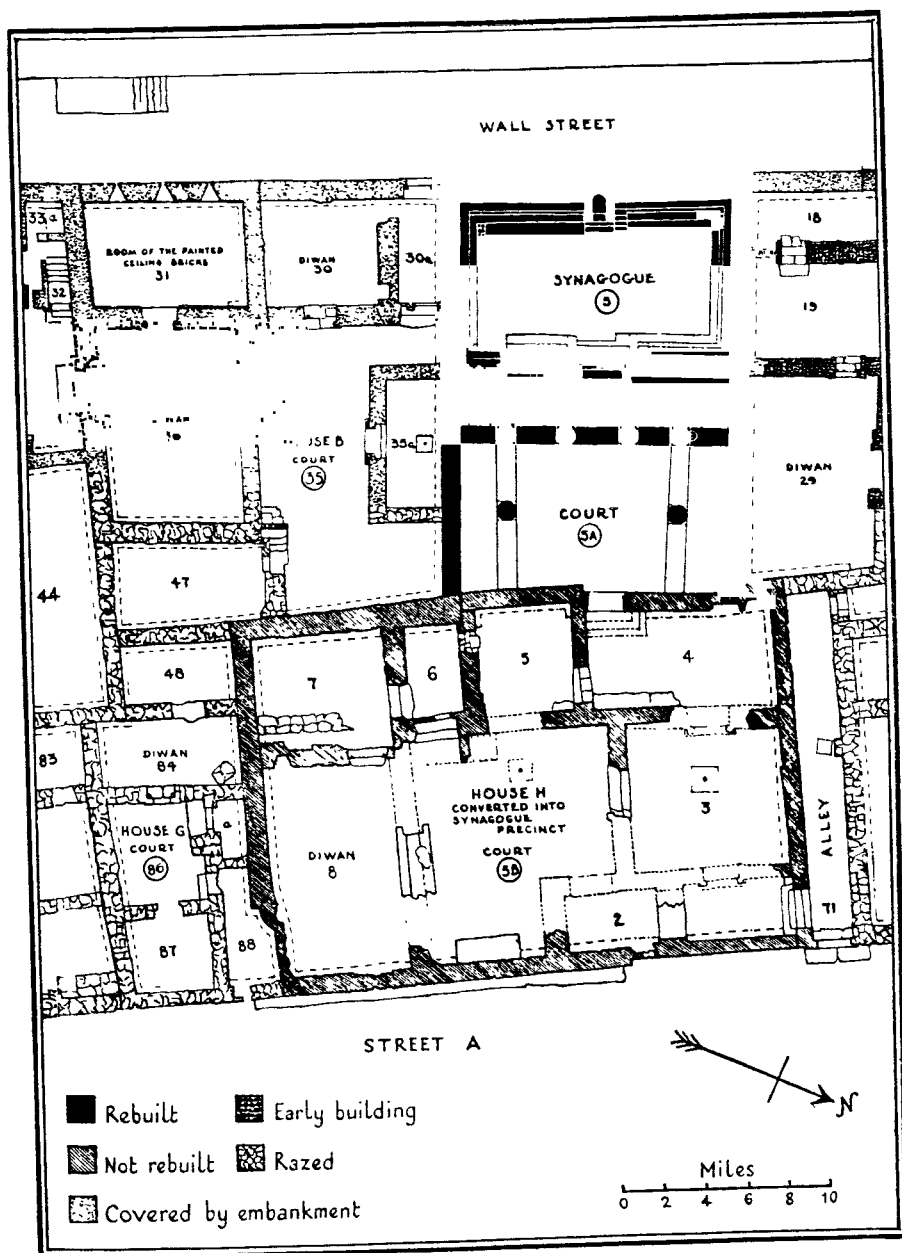 WALL STREET
33a
ROOM OF THE PAINTED
CEILING BRICKS
31
DIWAN
30
30a
SYNAGOGUE
5
18
32
19
HOUSE B
COURT
35
35a
DIWAN
29
COURT
5A
44
47
48
7
6
5
4
83
DIWAN
84
HOUSE H
CONVERTED INTO
SYNAGOGUE
PRECINCT
COURT
5B
3
ALLEY
HOUSE G
COURT
86
a
DIWAN
8
2
71
87
88
STREET A
N
Rebuilt
Early building
Not rebuilt
Razed
Covered by embankment
Miles
0 2 4 6 8 10